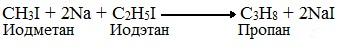 CH3I + 2Na + C2H5I ⟶ C3H8 + 2NaI
Иодметан Иодэтан Пропан